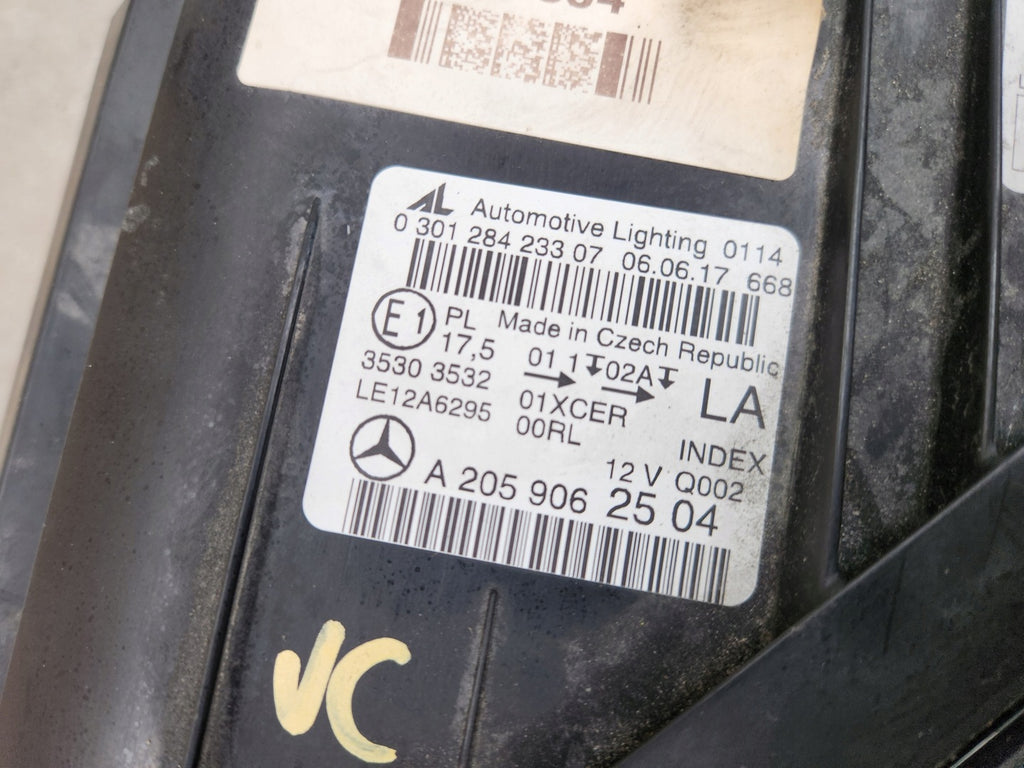 AL Automotive Lighting 0114
0 301 284 233 07 06.06.17 668
E1 PL Made in Czech Republic
17,5 01 1 02A
3530 3532 LA
LE12A6295 01XCER
00RL INDEX
12 V Q002
A 205 906 25 04
VC